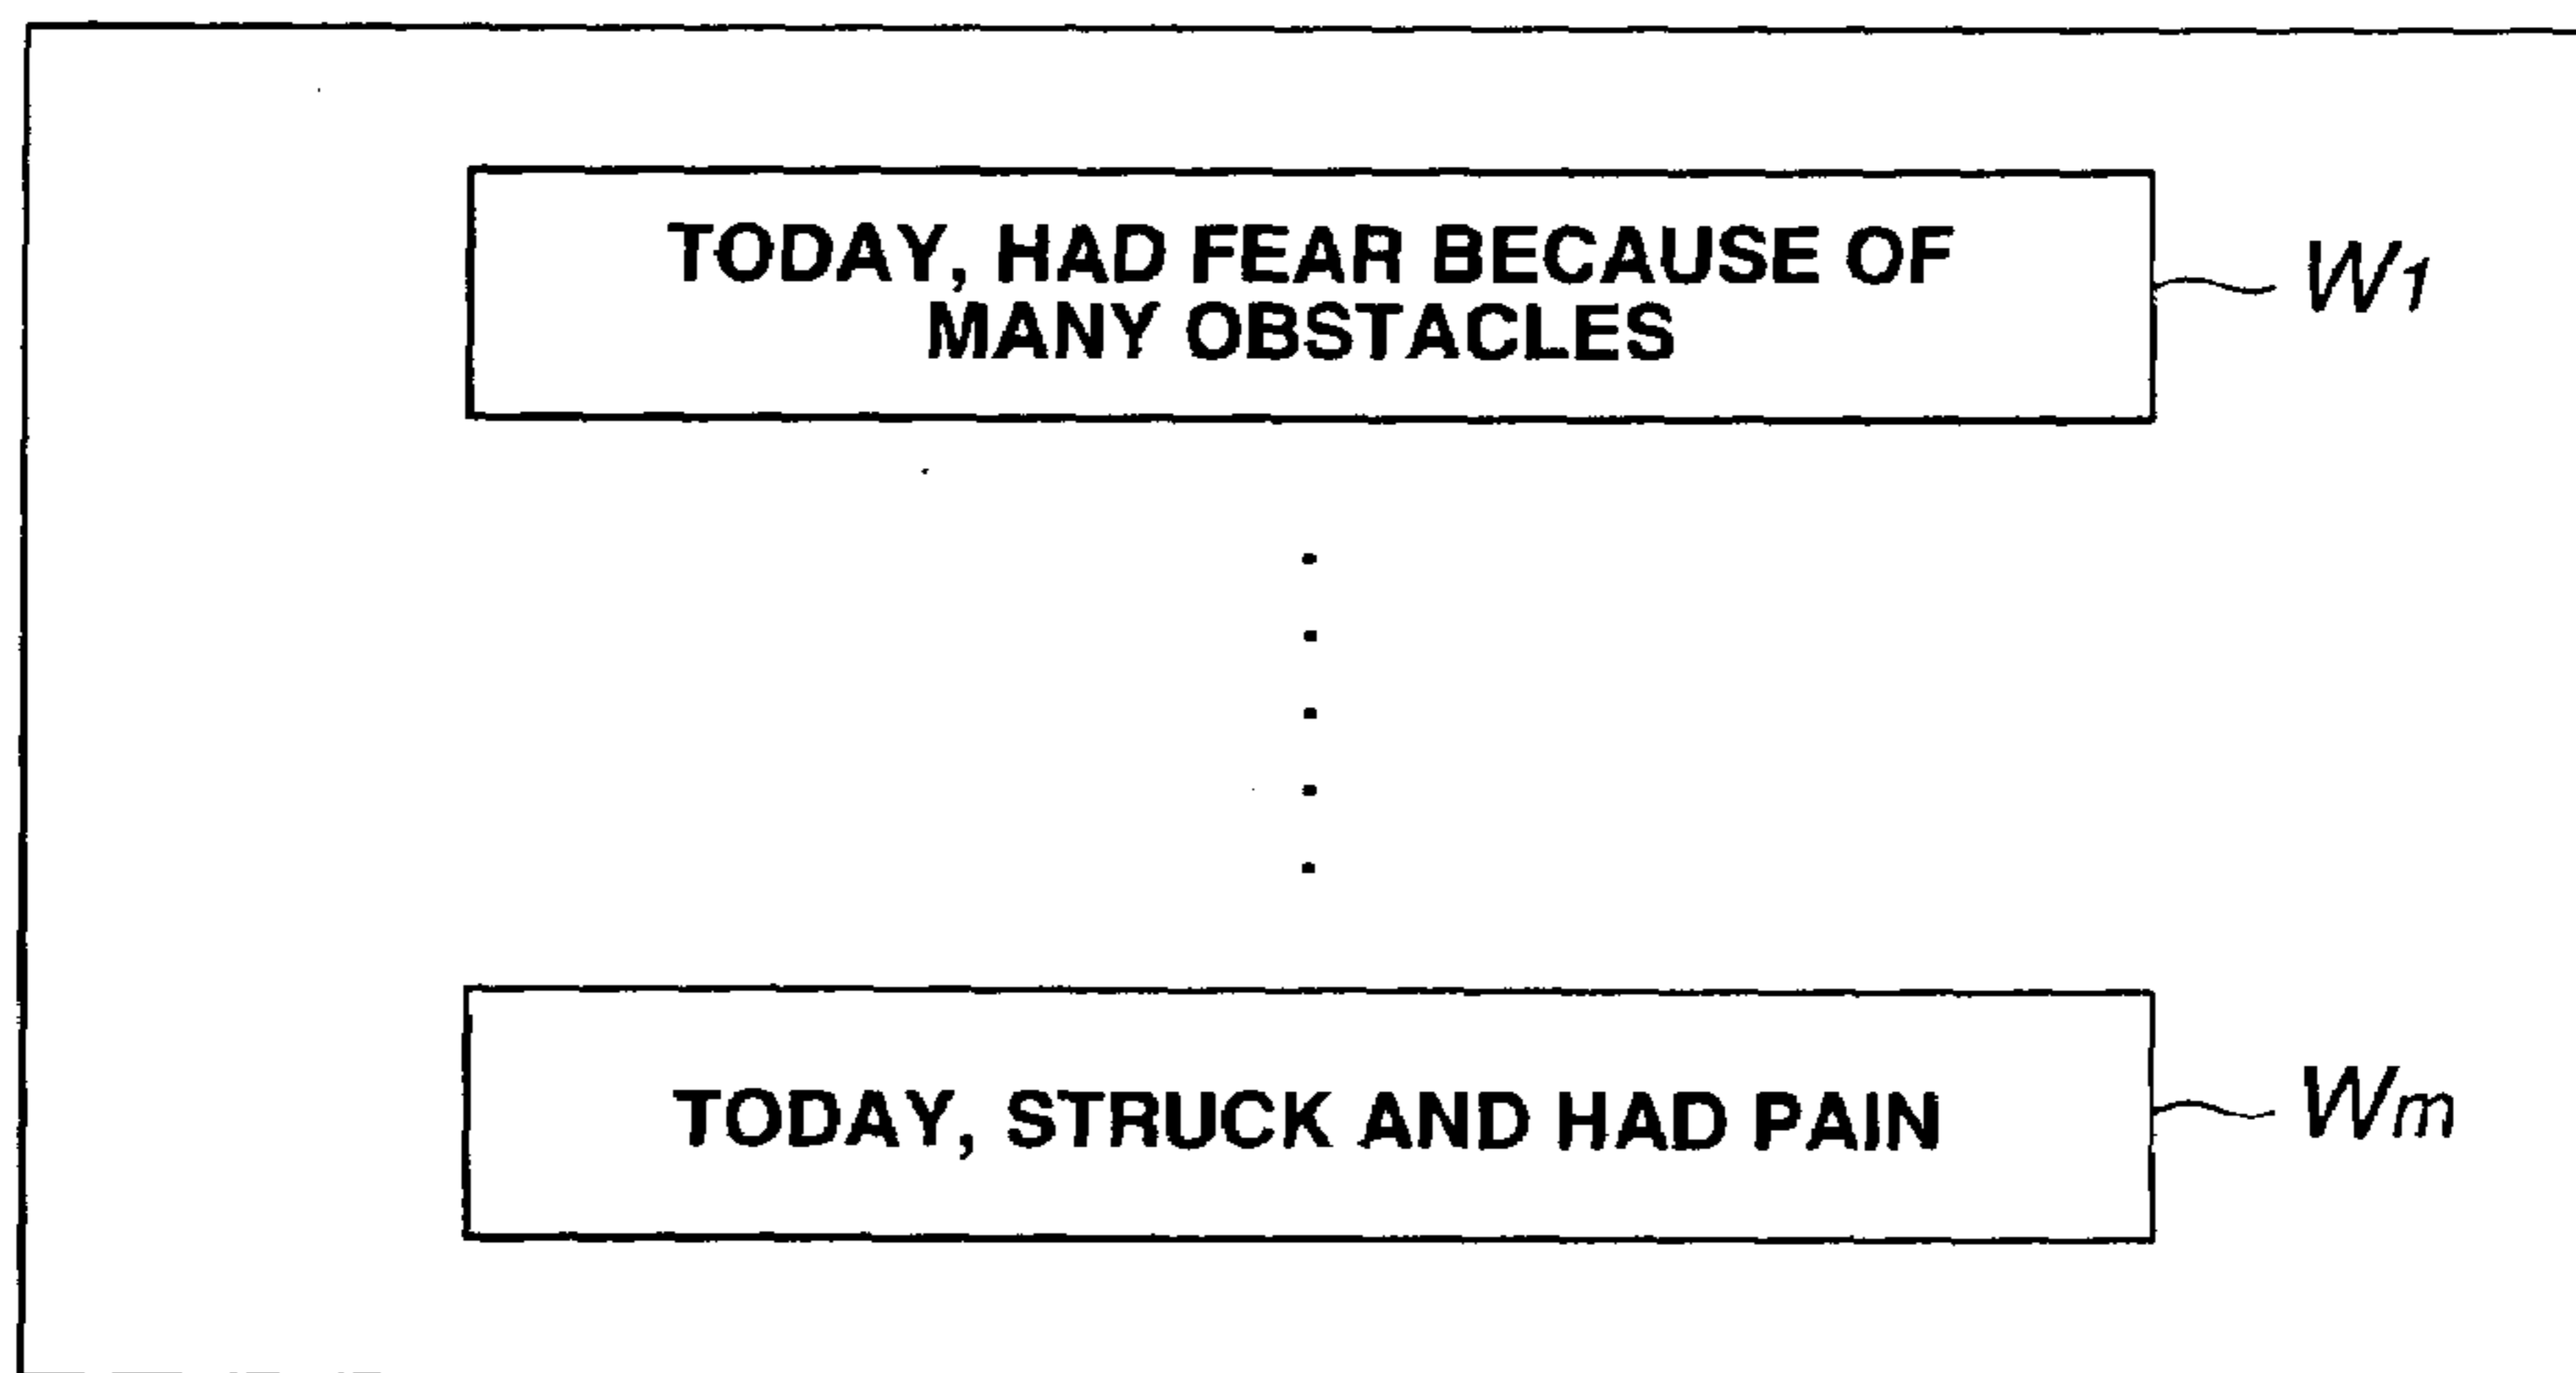 TODAY, HAD FEAR BECAUSE OF
MANY OBSTACLES
W1
TODAY, STRUCK AND HAD PAIN
Wm